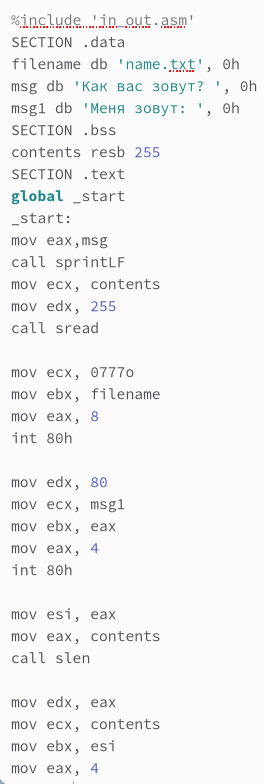 %include 'in_out.asm'
SECTION .data
filename db 'name.txt', 0h
msg db 'Как вас зовут? ', 0h
msg1 db 'Меня зовут: ', 0h
SECTION .bss
contents resb 255
SECTION .text
global _start
_start:
mov eax,msg
call sprintLF
mov ecx, contents
mov edx, 255
call sread
mov ecx, 0777o
mov ebx, filename
mov eax, 8
int 80h
mov edx, 80
mov ecx, msg1
mov ebx, eax
mov eax, 4
int 80h
mov esi, eax
mov eax, contents
call slen
mov edx, eax
mov ecx, contents
mov ebx, esi
mov eax, 4